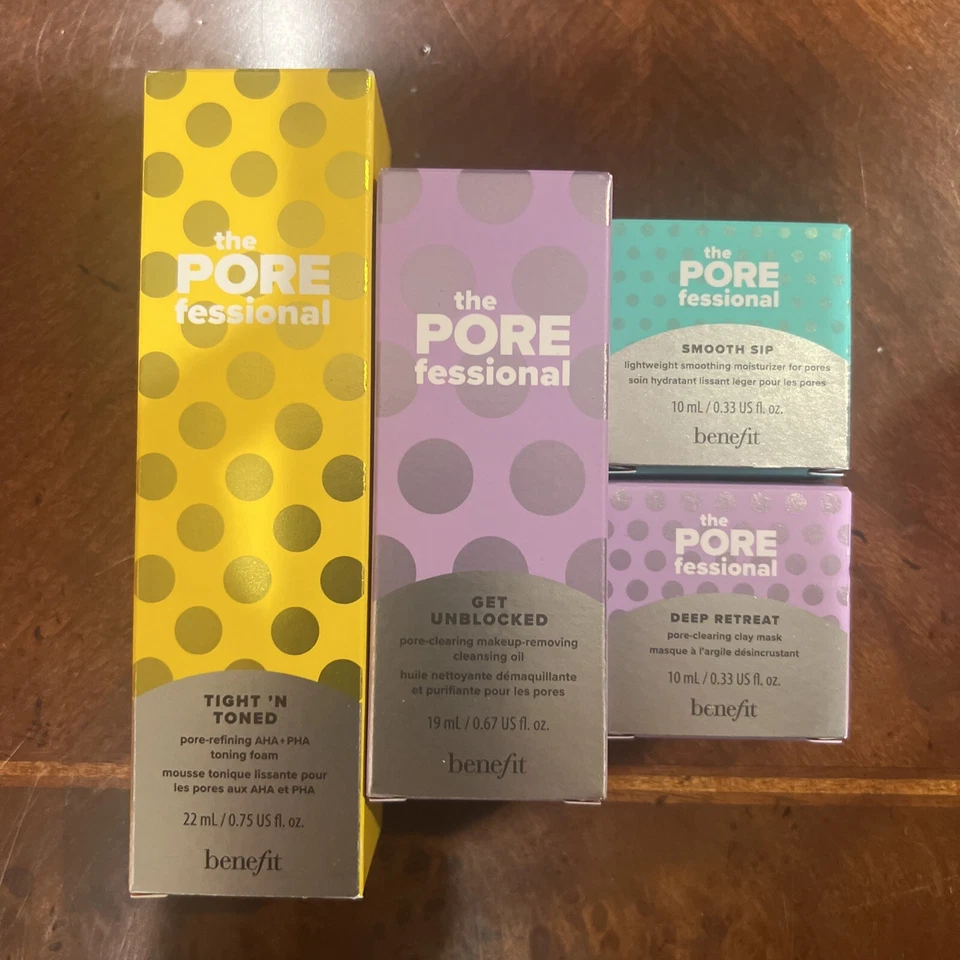 the
PORE
fessional
TIGHT 'N
TONED
pore-refining AHA+PHA
toning foam
mousse tonique lissante pour
les pores aux AHA et PHA
22 mL / 0.75 US fl. oz.
benefit
the
PORE
fessional
GET
UNBLOCKED
pore-clearing makeup-removing
cleansing oil
huile nettoyante démaquillante
et purifiante pour les pores
19 mL / 0.67 US fl. oz.
benefit
the
PORE
fessional
SMOOTH SIP
lightweight smoothing moisturizer for pores
soin hydratant lissant léger pour les pores
10 mL / 0.33 US fl. oz.
benefit
the
PORE
fessional
DEEP RETREAT
pore-clearing clay mask
masque à l'argile désincrustant
10 mL / 0.33 US fl. oz.
benefit